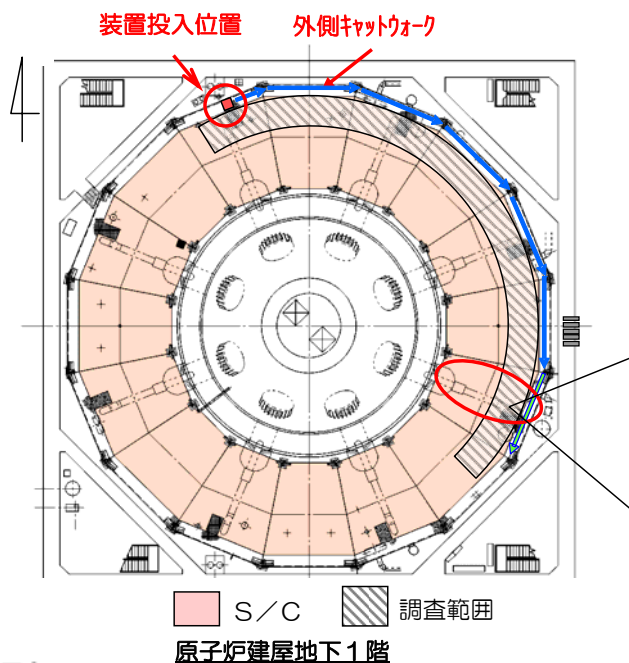 装置投入位置
外側キャットウォーク
S/C
調査範囲
原子炉建屋地下1階